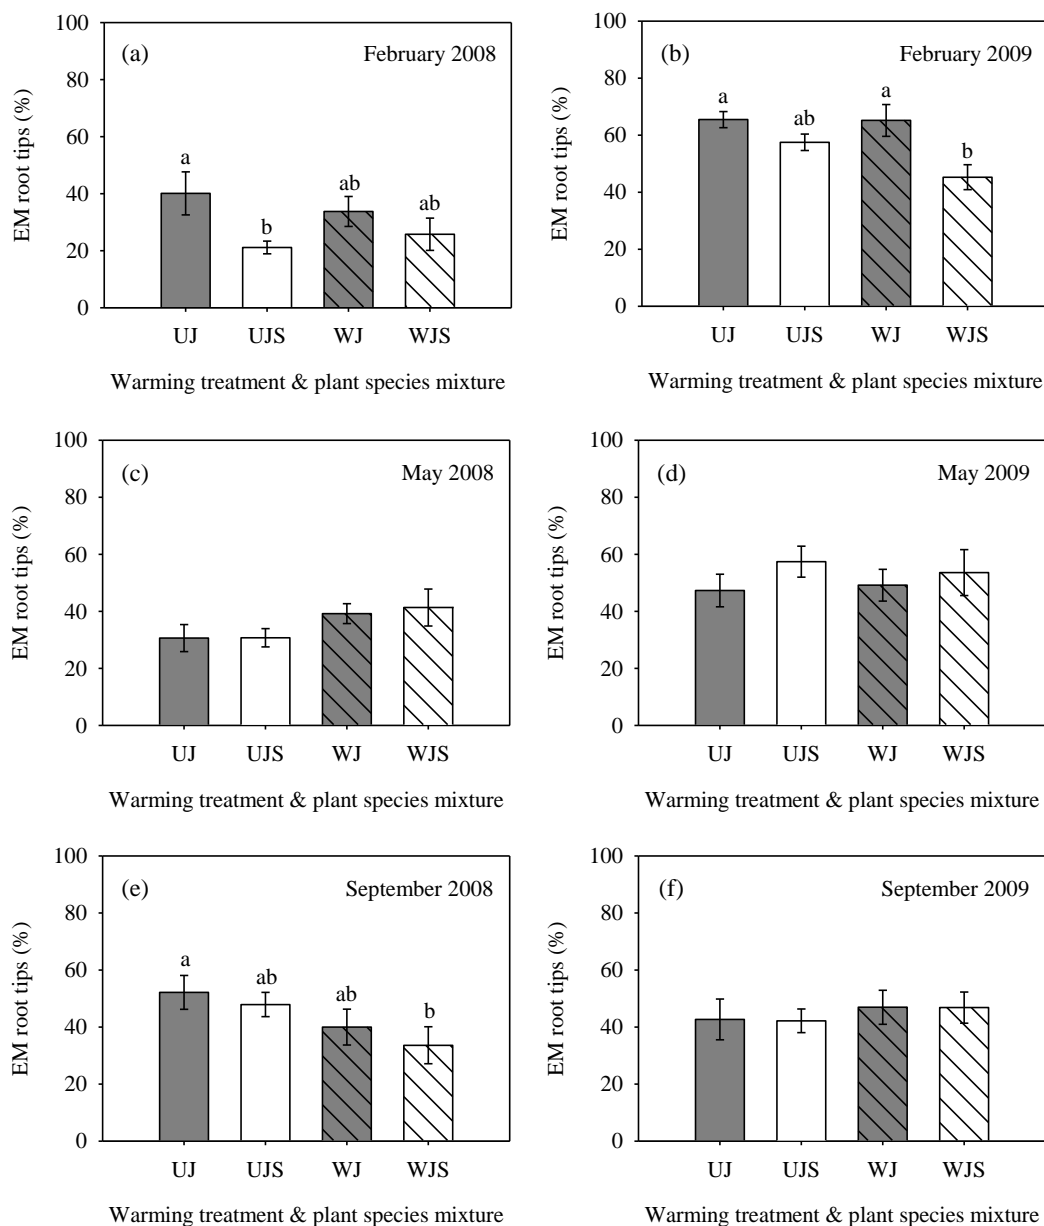 (a) February 2008
EM root tips (%)
100
80
60
40
20
0
a
b
ab
ab
UJ UJS WJ WJS
Warming treatment & plant species mixture
(b) February 2009
EM root tips (%)
100
80
60
40
20
0
a
ab
a
b
UJ UJS WJ WJS
Warming treatment & plant species mixture
(c) May 2008
EM root tips (%)
100
80
60
40
20
0
UJ UJS WJ WJS
Warming treatment & plant species mixture
(d) May 2009
EM root tips (%)
100
80
60
40
20
0
UJ UJS WJ WJS
Warming treatment & plant species mixture
(e) September 2008
EM root tips (%)
100
80
60
40
20
0
a
ab
ab
b
UJ UJS WJ WJS
Warming treatment & plant species mixture
(f) September 2009
EM root tips (%)
100
80
60
40
20
0
UJ UJS WJ WJS
Warming treatment & plant species mixture